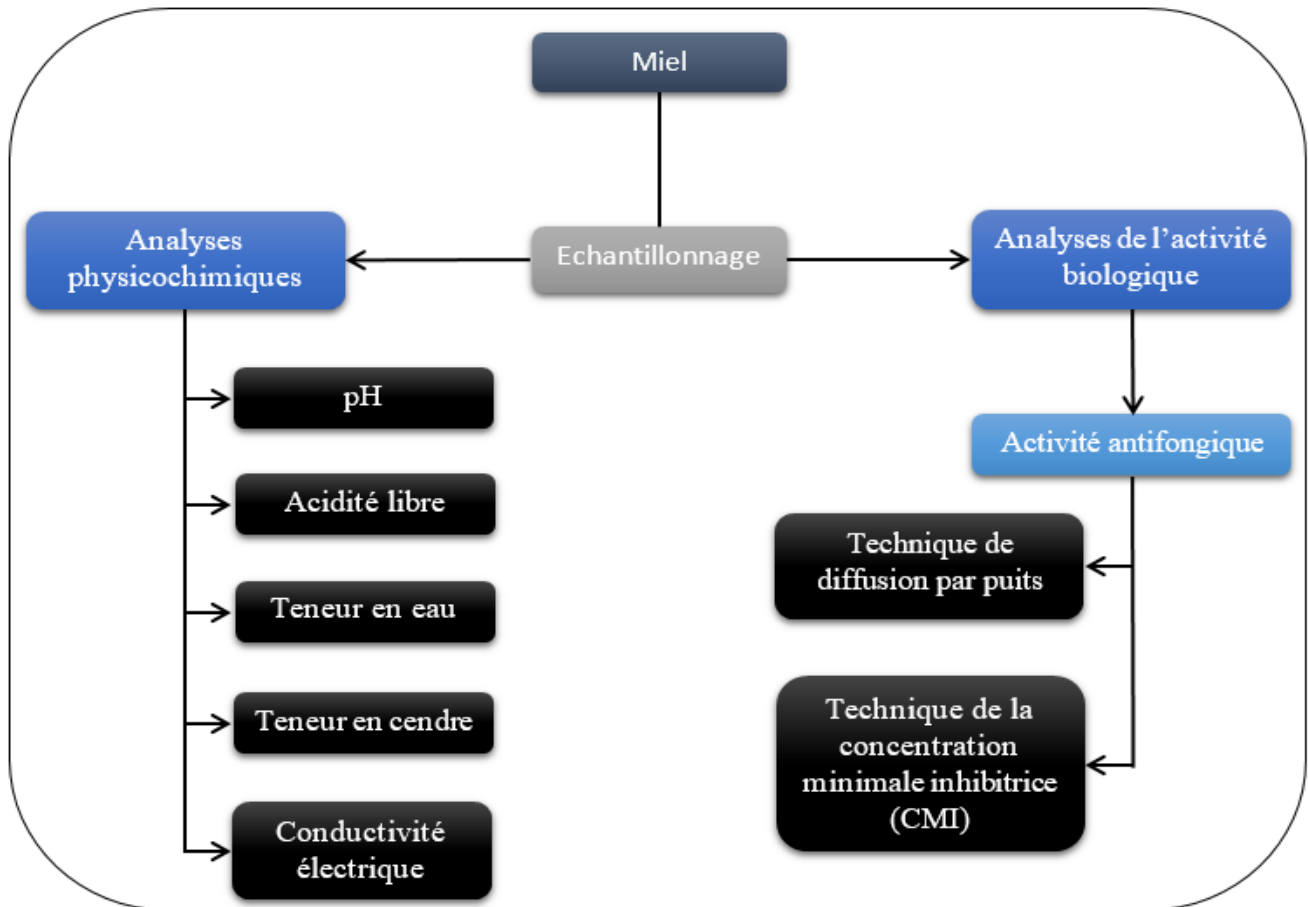 Miel
Echantillonnage
Analyses
physicochimiques
pH
Acidité libre
Teneur en eau
Teneur en cendre
Conductivité
électrique
Analyses de l’activité
biologique
Activité antifongique
Technique de
diffusion par puits
Technique de la
concentration
minimale inhibitrice
(CMI)